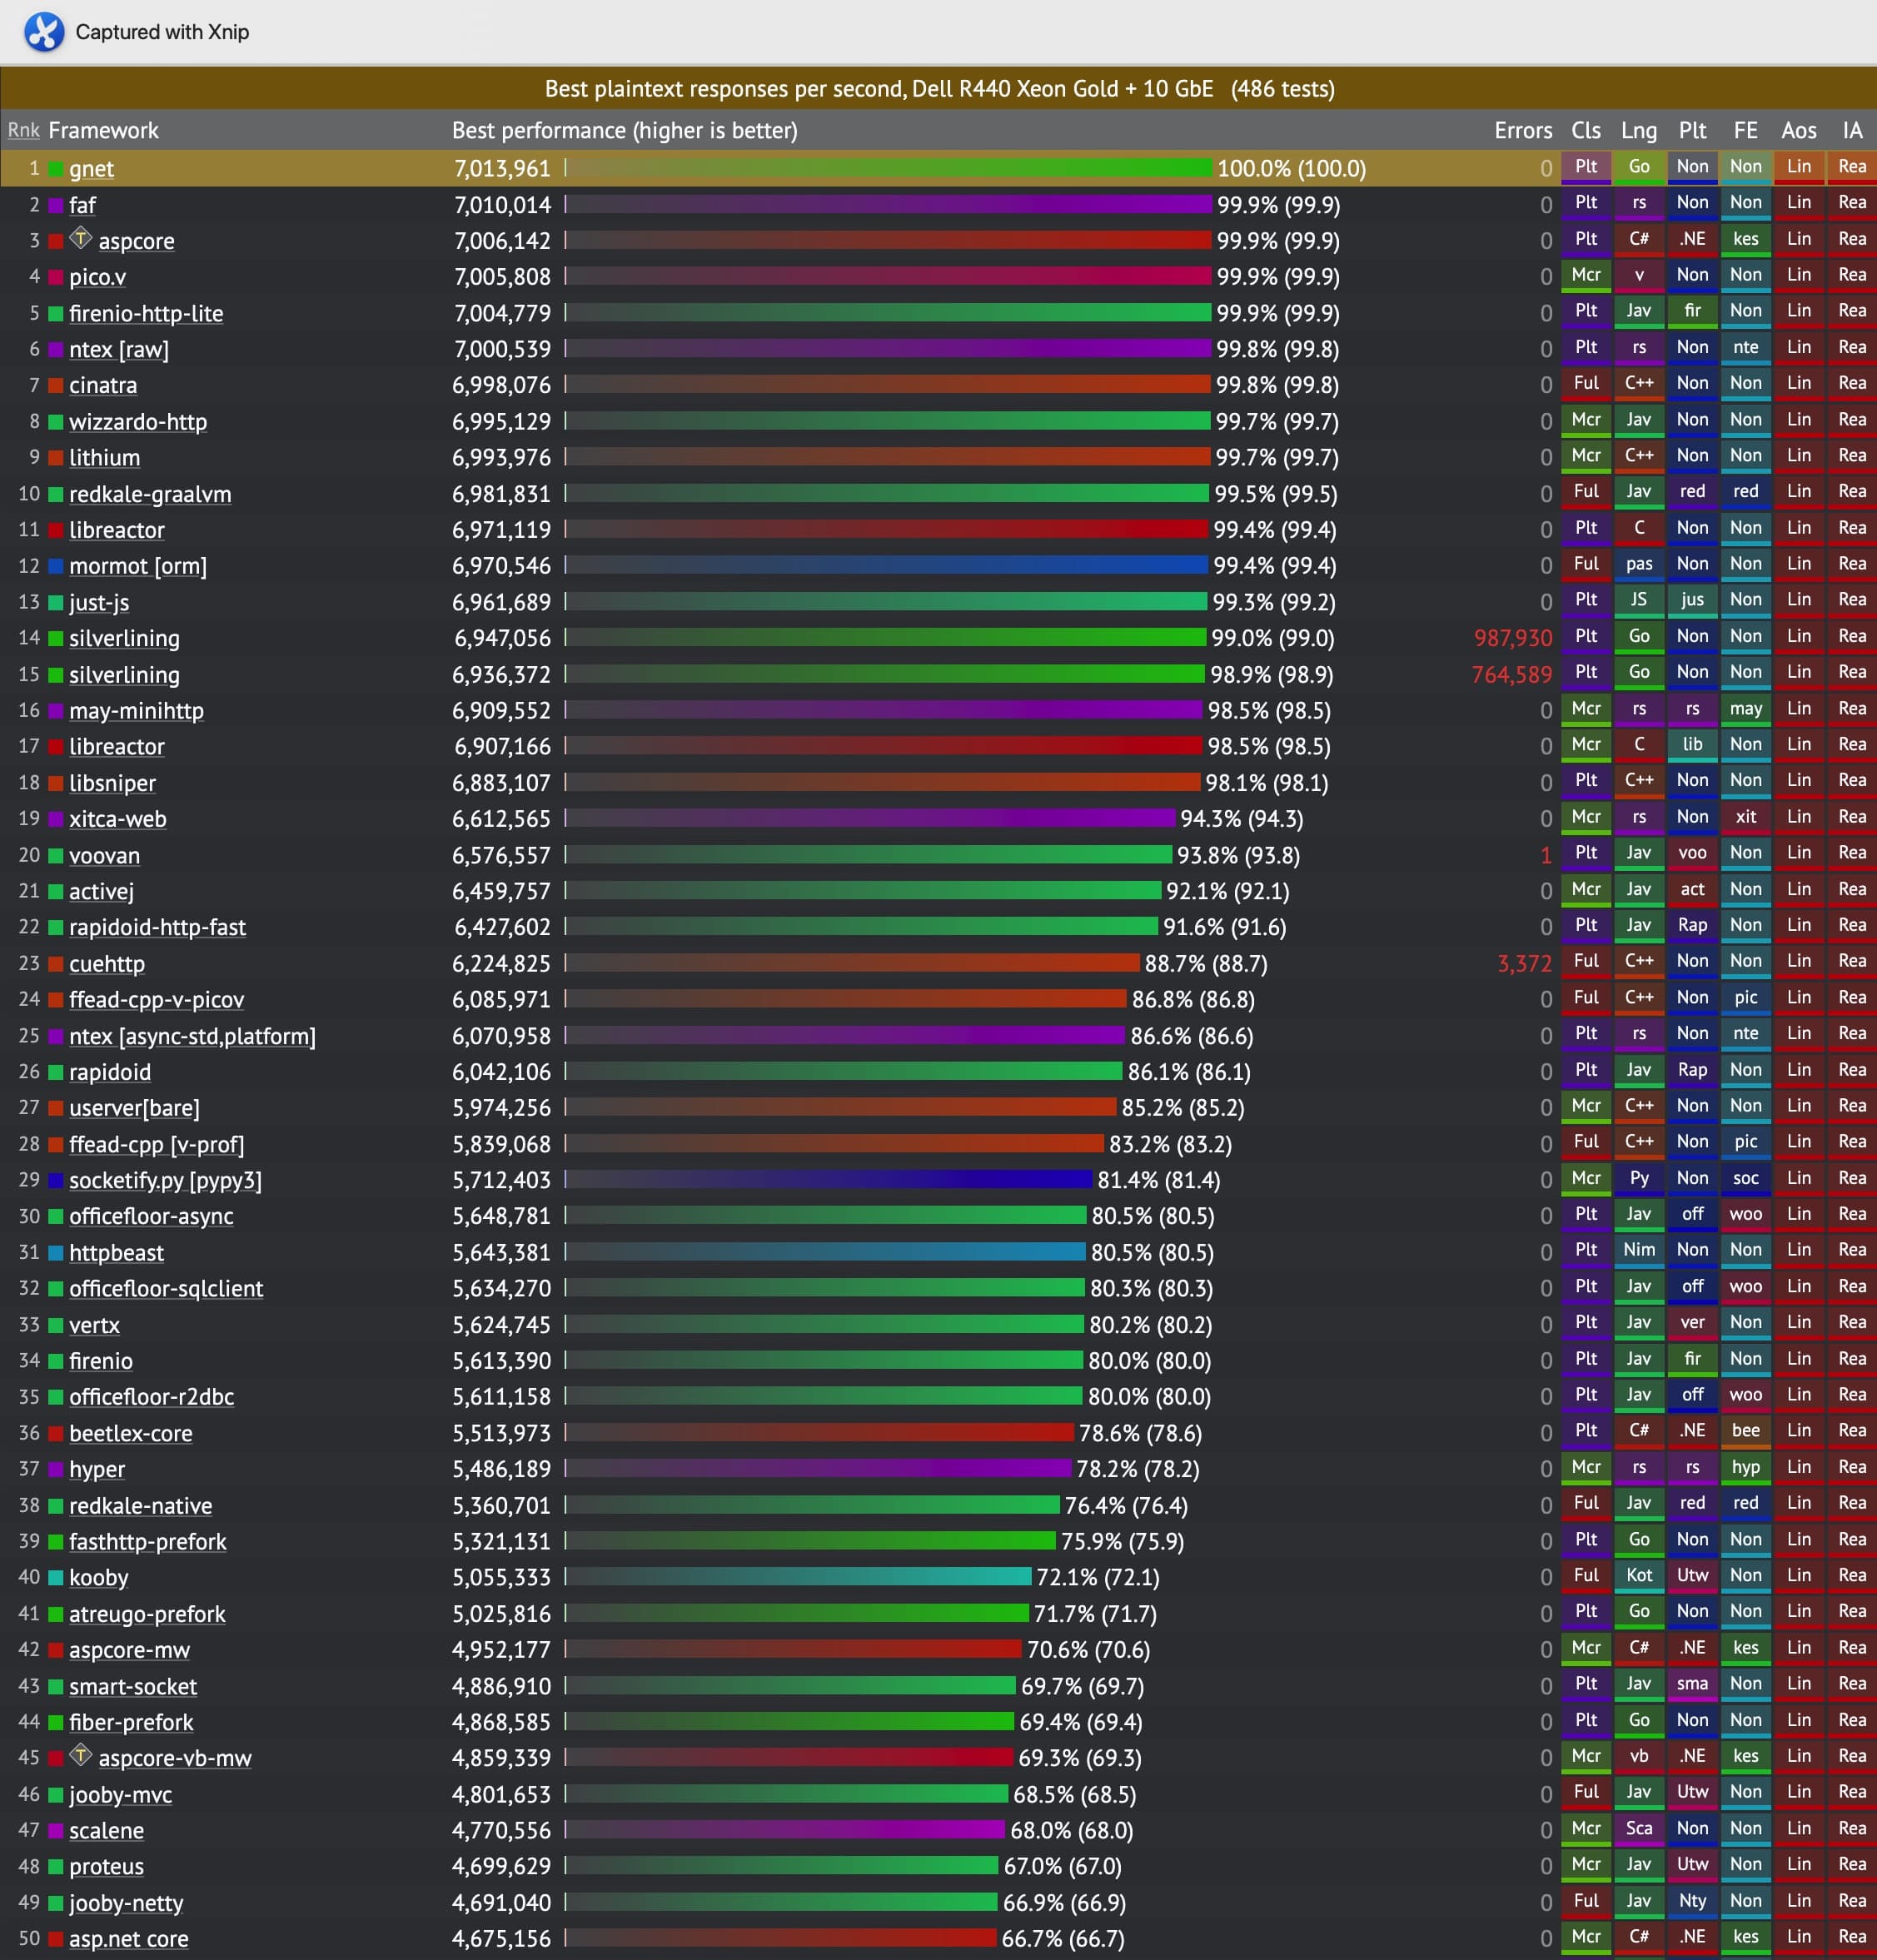 Captured with Xnip
Best plaintext responses per second, Dell R440 Xeon Gold + 10 GbE (486 tests)
Rnk Framework Best performance (higher is better) Errors Cls Lng Plt FE Aos IA
1 gnet 7,013,961 100.0% (100.0) 0 Plt Go Non Non Lin Rea
2 faf 7,010,014 99.9% (99.9) 0 Plt rs Non Non Lin Rea
3 T aspcore 7,006,142 99.9% (99.9) 0 Plt C# .NE kes Lin Rea
4 pico.v 7,005,808 99.9% (99.9) 0 Mcr v Non Non Lin Rea
5 firenio-http-lite 7,004,779 99.9% (99.9) 0 Plt Jav fir Non Lin Rea
6 ntex [raw] 7,000,539 99.8% (99.8) 0 Plt rs Non nte Lin Rea
7 cinatra 6,998,076 99.8% (99.8) 0 Ful C++ Non Non Lin Rea
8 wizzardo-http 6,995,129 99.7% (99.7) 0 Mcr Jav Non Non Lin Rea
9 lithium 6,993,976 99.7% (99.7) 0 Mcr C++ Non Non Lin Rea
10 redkale-graalvm 6,981,831 99.5% (99.5) 0 Ful Jav red red Lin Rea
11 libreactor 6,971,119 99.4% (99.4) 0 Plt C Non Non Lin Rea
12 mormot [orm] 6,970,546 99.4% (99.4) 0 Ful pas Non Non Lin Rea
13 just-js 6,961,689 99.3% (99.2) 0 Plt JS jus Non Lin Rea
14 silverlining 6,947,056 99.0% (99.0) 987,930 Plt Go Non Non Lin Rea
15 silverlining 6,936,372 98.9% (98.9) 764,589 Plt Go Non Non Lin Rea
16 may-minihttp 6,909,552 98.5% (98.5) 0 Mcr rs rs may Lin Rea
17 libreactor 6,907,166 98.5% (98.5) 0 Mcr C lib Non Lin Rea
18 libsniper 6,883,107 98.1% (98.1) 0 Plt C++ Non Non Lin Rea
19 xitca-web 6,612,565 94.3% (94.3) 0 Mcr rs Non xit Lin Rea
20 voovan 6,576,557 93.8% (93.8) 1 Plt Jav voo Non Lin Rea
21 activej 6,459,757 92.1% (92.1) 0 Mcr Jav act Non Lin Rea
22 rapidoid-http-fast 6,427,602 91.6% (91.6) 0 Plt Jav Rap Non Lin Rea
23 cuehttp 6,224,825 88.7% (88.7) 3,372 Ful C++ Non Non Lin Rea
24 ffead-cpp-v-picov 6,085,971 86.8% (86.8) 0 Ful C++ Non pic Lin Rea
25 ntex [async-std,platform] 6,070,958 86.6% (86.6) 0 Plt rs Non nte Lin Rea
26 rapidoid 6,042,106 86.1% (86.1) 0 Plt Jav Rap Non Lin Rea
27 userver[bare] 5,974,256 85.2% (85.2) 0 Mcr C++ Non Non Lin Rea
28 ffead-cpp [v-prof] 5,839,068 83.2% (83.2) 0 Ful C++ Non pic Lin Rea
29 socketify.py [pypy3] 5,712,403 81.4% (81.4) 0 Mcr Py Non soc Lin Rea
30 officefloor-async 5,648,781 80.5% (80.5) 0 Plt Jav off woo Lin Rea
31 httpbeast 5,643,381 80.5% (80.5) 0 Plt Nim Non Non Lin Rea
32 officefloor-sqlclient 5,634,270 80.3% (80.3) 0 Plt Jav off woo Lin Rea
33 vertx 5,624,745 80.2% (80.2) 0 Plt Jav ver Non Lin Rea
34 firenio 5,613,390 80.0% (80.0) 0 Plt Jav fir Non Lin Rea
35 officefloor-r2dbc 5,611,158 80.0% (80.0) 0 Plt Jav off woo Lin Rea
36 beetlex-core 5,513,973 78.6% (78.6) 0 Plt C# .NE bee Lin Rea
37 hyper 5,486,189 78.2% (78.2) 0 Mcr rs rs hyp Lin Rea
38 redkale-native 5,360,701 76.4% (76.4) 0 Ful Jav red red Lin Rea
39 fasthttp-prefork 5,321,131 75.9% (75.9) 0 Plt Go Non Non Lin Rea
40 kooby 5,055,333 72.1% (72.1) 0 Ful Kot Utw Non Lin Rea
41 atreugo-prefork 5,025,816 71.7% (71.7) 0 Plt Go Non Non Lin Rea
42 aspcore-mw 4,952,177 70.6% (70.6) 0 Mcr C# .NE kes Lin Rea
43 smart-socket 4,886,910 69.7% (69.7) 0 Plt Jav sma Non Lin Rea
44 fiber-prefork 4,868,585 69.4% (69.4) 0 Plt Go Non Non Lin Rea
45 T aspcore-vb-mw 4,859,339 69.3% (69.3) 0 Mcr vb .NE kes Lin Rea
46 jooby-mvc 4,801,653 68.5% (68.5) 0 Ful Jav Utw Non Lin Rea
47 scalene 4,770,556 68.0% (68.0) 0 Mcr Sca Non Non Lin Rea
48 proteus 4,699,629 67.0% (67.0) 0 Mcr Jav Utw Non Lin Rea
49 jooby-netty 4,691,040 66.9% (66.9) 0 Ful Jav Nty Non Lin Rea
50 asp.net core 4,675,156 66.7% (66.7) 0 Mcr C# .NE kes Lin Rea